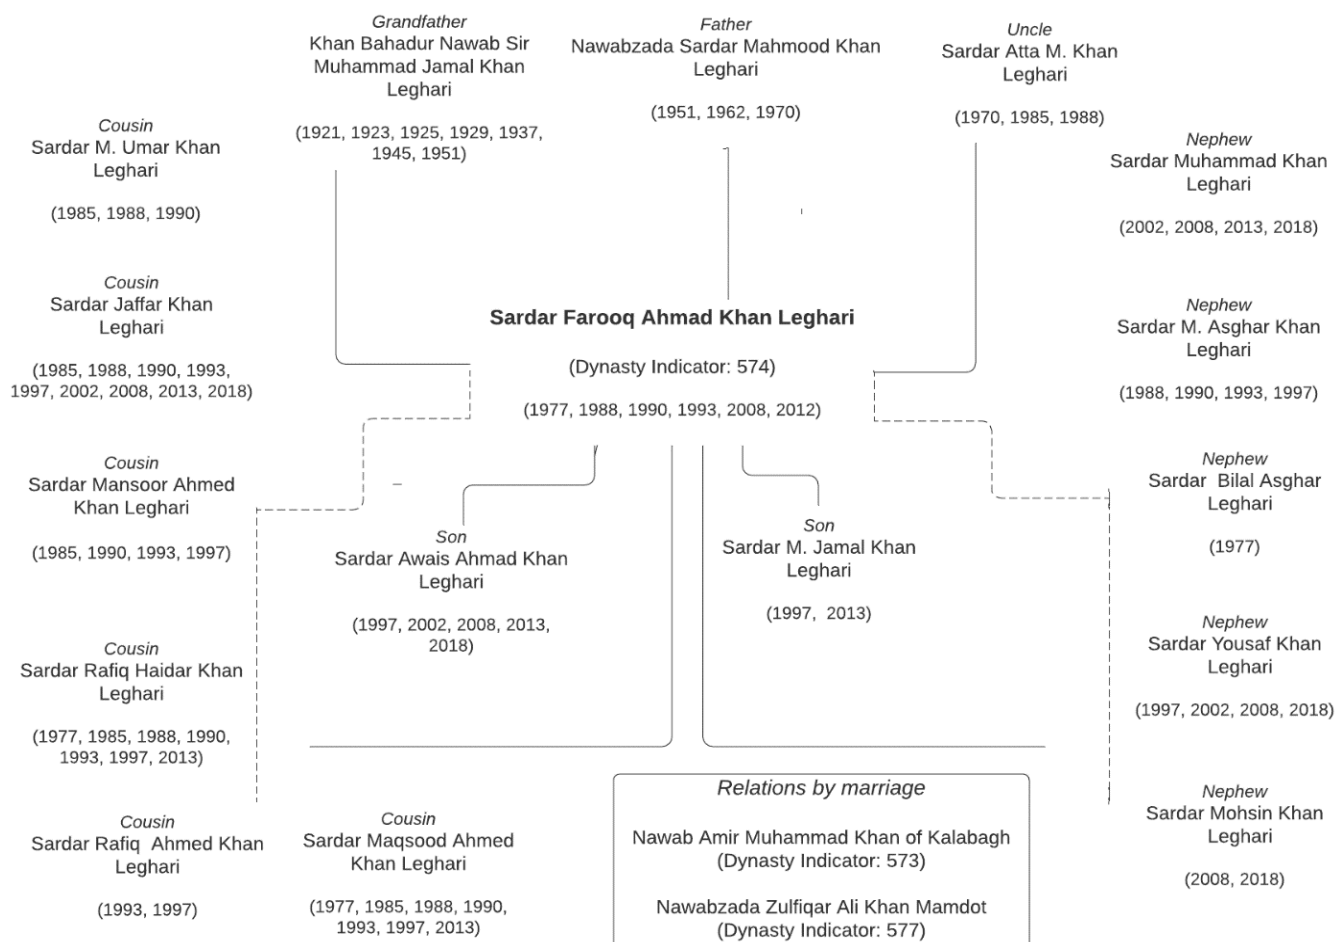 Grandfather
Khan Bahadur Nawab Sir
Muhammad Jamal Khan
Leghari
(1921, 1923, 1925, 1929, 1937,
1945, 1951)
Father
Nawabzada Sardar Mahmood Khan
Leghari
(1951, 1962, 1970)
Uncle
Sardar Atta M. Khan
Leghari
(1970, 1985, 1988)
Cousin
Sardar M. Umar Khan
Leghari
(1985, 1988, 1990)
Nephew
Sardar Muhammad Khan
Leghari
(2002, 2008, 2013, 2018)
Cousin
Sardar Jaffar Khan
Leghari
(1985, 1988, 1990, 1993,
1997, 2002, 2008, 2013, 2018)
Sardar Farooq Ahmad Khan Leghari
(Dynasty Indicator: 574)
(1977, 1988, 1990, 1993, 2008, 2012)
Nephew
Sardar M. Asghar Khan
Leghari
(1988, 1990, 1993, 1997)
Cousin
Sardar Mansoor Ahmed
Khan Leghari
(1985, 1990, 1993, 1997)
Son
Sardar Awais Ahmad Khan
Leghari
(1997, 2002, 2008, 2013,
2018)
Son
Sardar M. Jamal Khan
Leghari
(1997, 2013)
Nephew
Sardar Bilal Asghar
Leghari
(1977)
Cousin
Sardar Rafiq Haidar Khan
Leghari
(1977, 1985, 1988, 1990,
1993, 1997, 2013)
Nephew
Sardar Yousaf Khan
Leghari
(1997, 2002, 2008, 2018)
Cousin
Sardar Rafiq Ahmed Khan
Leghari
(1993, 1997)
Cousin
Sardar Maqsood Ahmed
Khan Leghari
(1977, 1985, 1988, 1990,
1993, 1997, 2013)
Relations by marriage
Nawab Amir Muhammad Khan of Kalabagh
(Dynasty Indicator: 573)
Nawabzada Zulfiqar Ali Khan Mamdot
(Dynasty Indicator: 577)
Nephew
Sardar Mohsin Khan
Leghari
(2008, 2018)